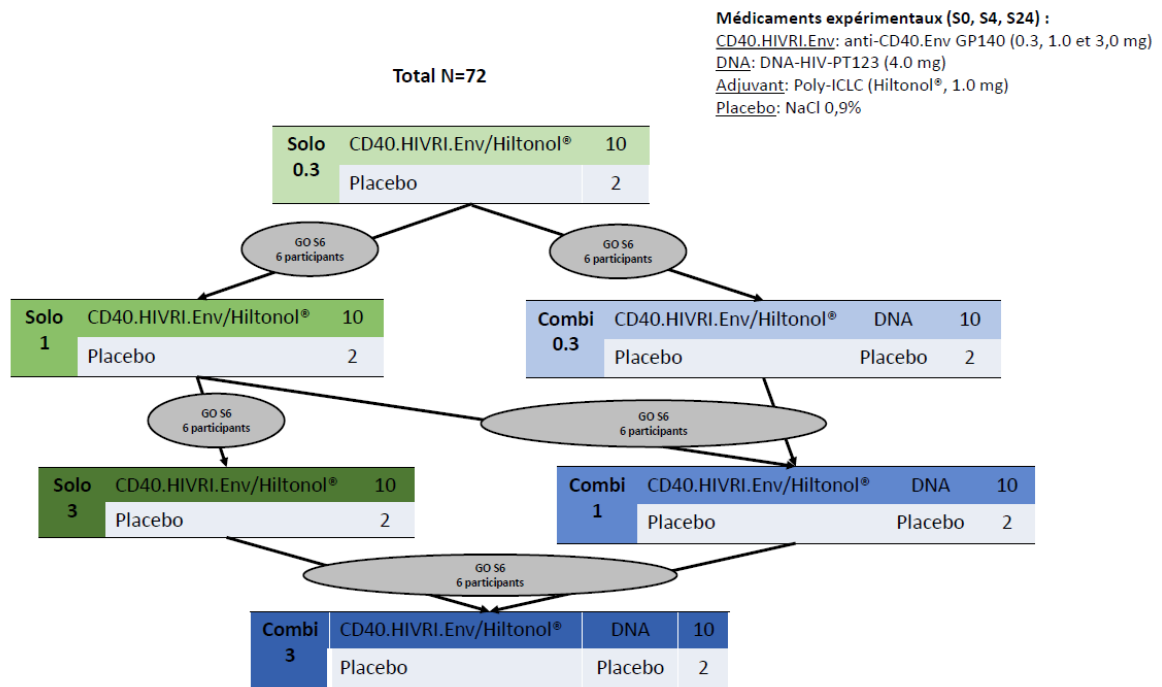 Médicaments expérimentaux (S0, S4, S24) :
CD40.HIVRI.Env: anti-CD40.Env GP140 (0.3, 1.0 et 3,0 mg)
DNA: DNA-HIV-PT123 (4.0 mg)
Adjuvant: Poly-ICLC (Hiltonol®, 1.0 mg)
Placebo: NaCl 0,9%
Total N=72
Solo 0.3
CD40.HIVRI.Env/Hiltonol® 10
Placebo 2
GO S6
6 participants
GO S6
6 participants
Solo 1
CD40.HIVRI.Env/Hiltonol® 10
Placebo 2
Combi 0.3
CD40.HIVRI.Env/Hiltonol® DNA 10
Placebo Placebo 2
GO S6
6 participants
GO S6
6 participants
Solo 3
CD40.HIVRI.Env/Hiltonol® 10
Placebo 2
Combi 1
CD40.HIVRI.Env/Hiltonol® DNA 10
Placebo Placebo 2
GO S6
6 participants
Combi 3
CD40.HIVRI.Env/Hiltonol® DNA 10
Placebo Placebo 2